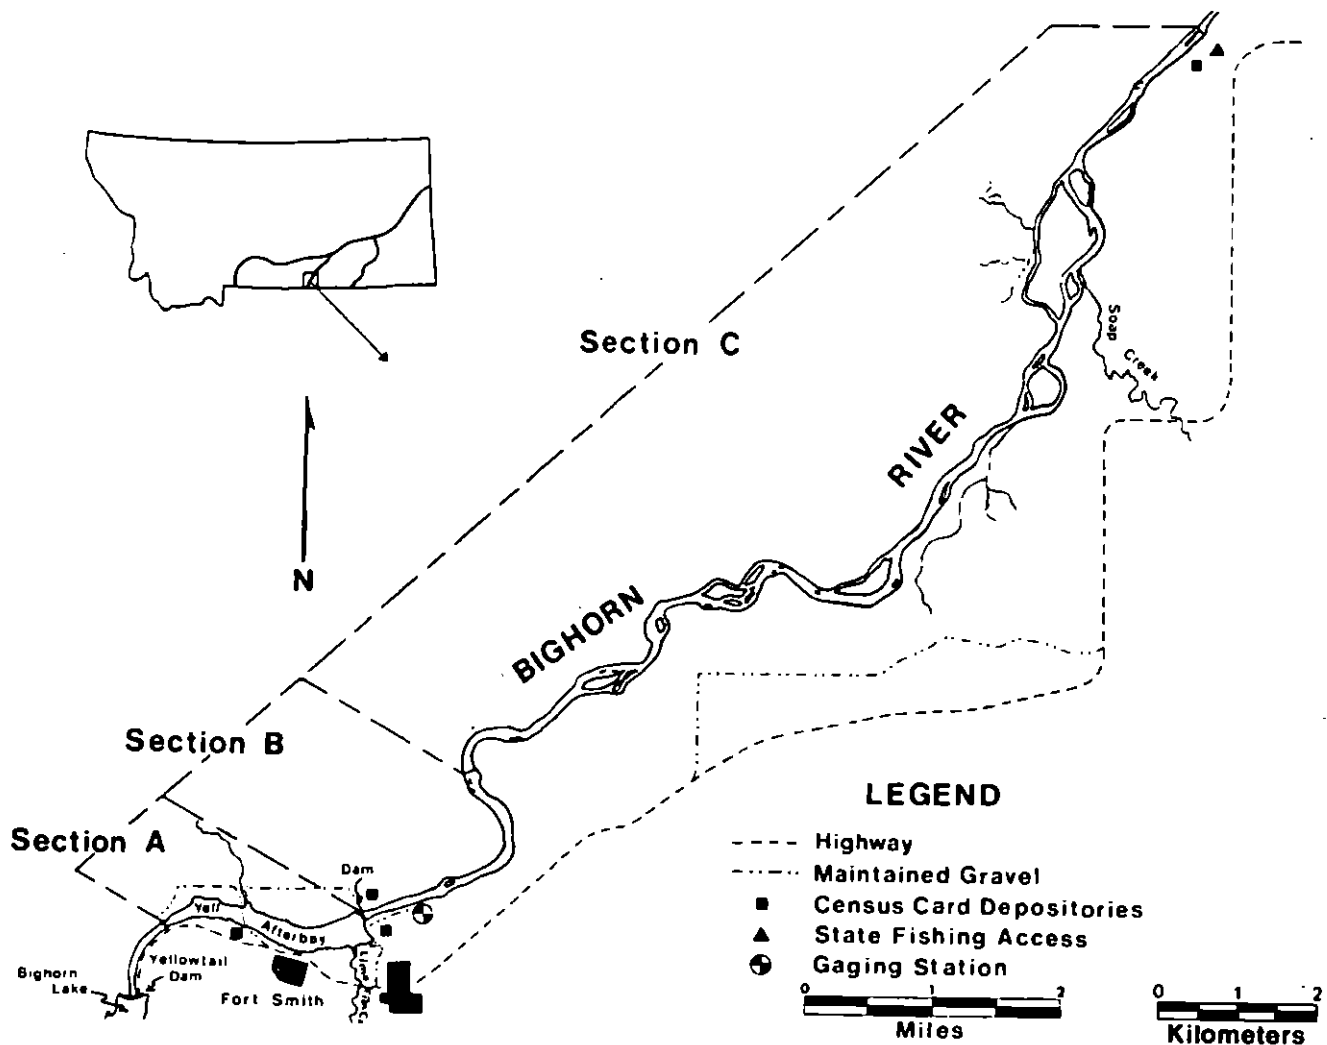 Section C
Soap
Creek
RIVER
N
BIGHORN
Section B
Section A
Dam
Yell
Afterbay
Yellowtail
Dam
Bighorn
Lake
Fort Smith
LEGEND
Highway
Maintained Gravel
Census Card Depositories
State Fishing Access
Gaging Station
0 1 2
Miles
0 1 2
Kilometers